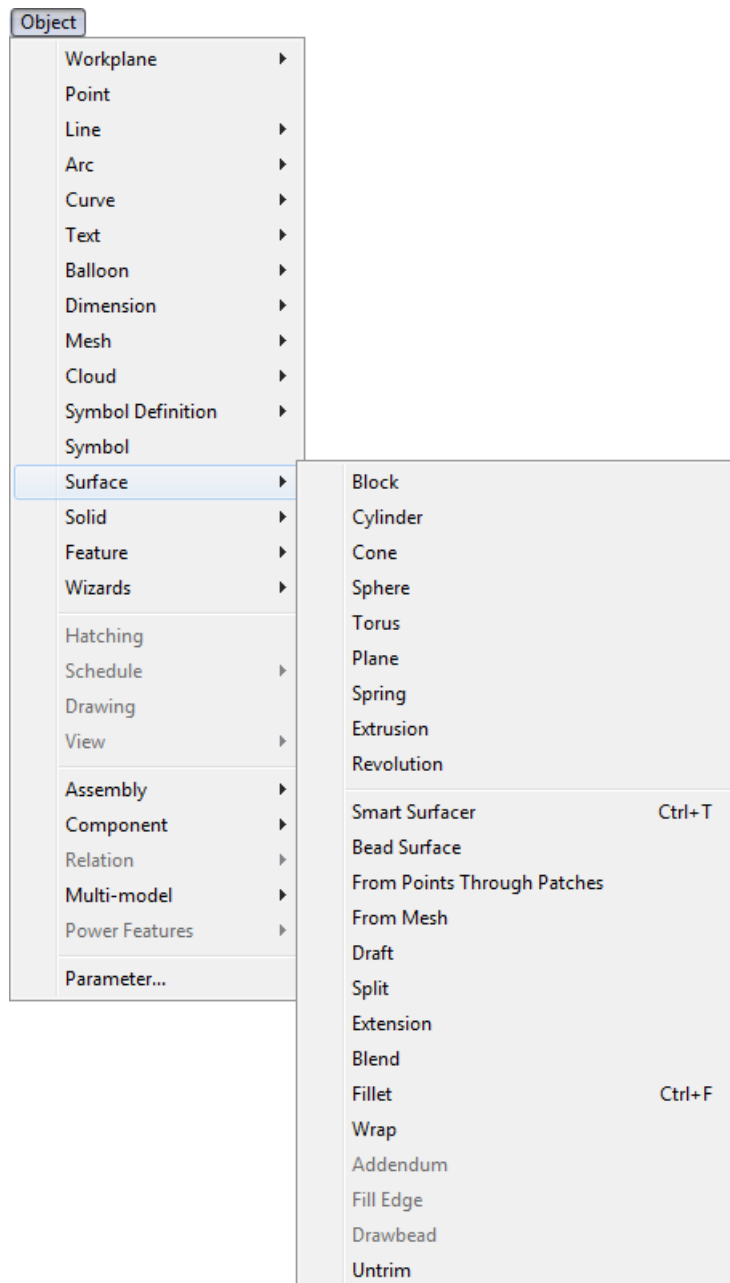 Object
Workplane
Point
Line
Arc
Curve
Text
Balloon
Dimension
Mesh
Cloud
Symbol Definition
Symbol
Surface
Solid
Feature
Wizards
Hatching
Schedule
Drawing
View
Assembly
Component
Relation
Multi-model
Power Features
Parameter...
Block
Cylinder
Cone
Sphere
Torus
Plane
Spring
Extrusion
Revolution
Smart Surfacer Ctrl+T
Bead Surface
From Points Through Patches
From Mesh
Draft
Split
Extension
Blend
Fillet Ctrl+F
Wrap
Addendum
Fill Edge
Drawbead
Untrim